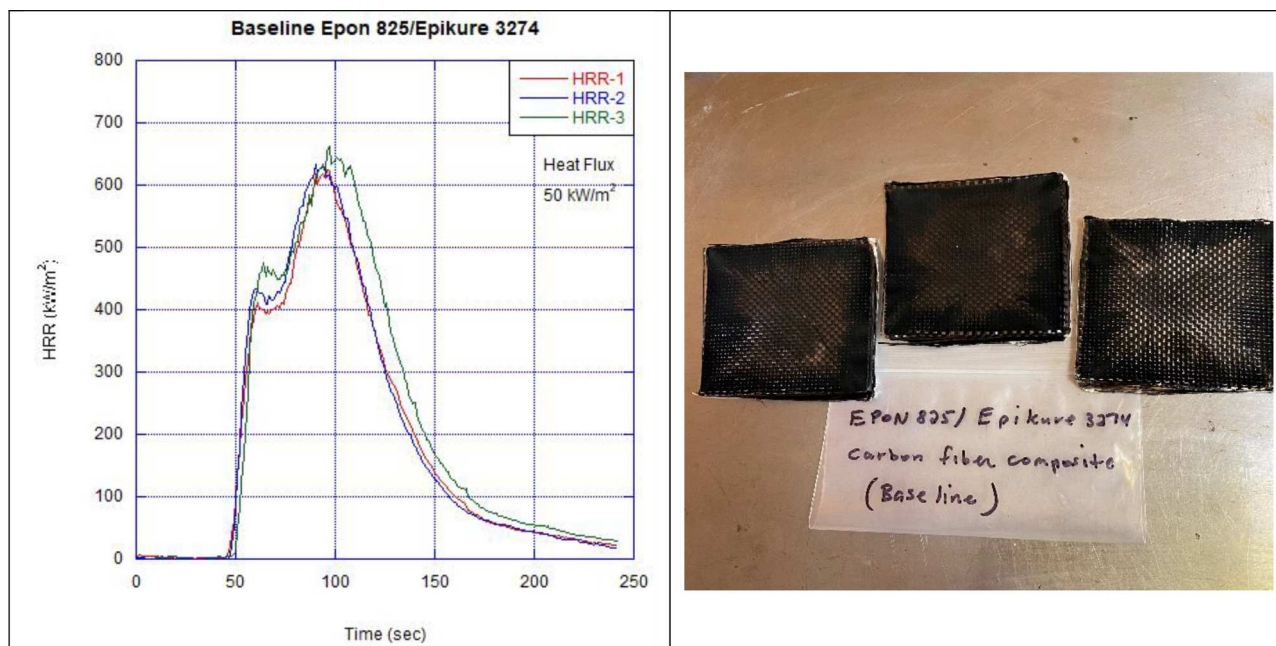 Baseline Epon 825/Epikure 3274
800
700
600
500
400
300
200
100
0
HRR (kW/m²)
HRR-1
HRR-2
HRR-3
Heat Flux
50 kW/m²
0 50 100 150 200 250
Time (sec)
EPON 825/ Epikure 3274
carbon fiber composite
(Baseline)